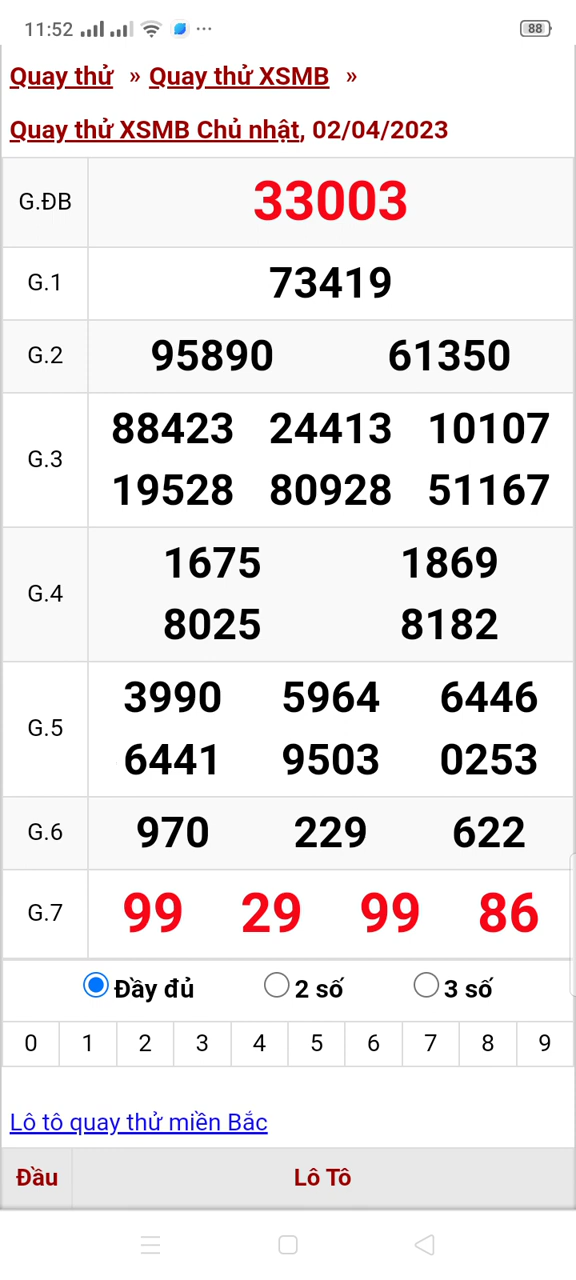 11:52 88
Quay thử » Quay thử XSMB »
Quay thử XSMB Chủ nhật, 02/04/2023
G.ĐB 33003
G.1 73419
G.2 95890 61350
G.3 88423 24413 10107
19528 80928 51167
G.4 1675 1869
8025 8182
G.5 3990 5964 6446
6441 9503 0253
G.6 970 229 622
G.7 99 29 99 86
Đầy đủ 2 số 3 số
0 1 2 3 4 5 6 7 8 9
Lô tô quay thử miền Bắc
Đầu Lô Tô